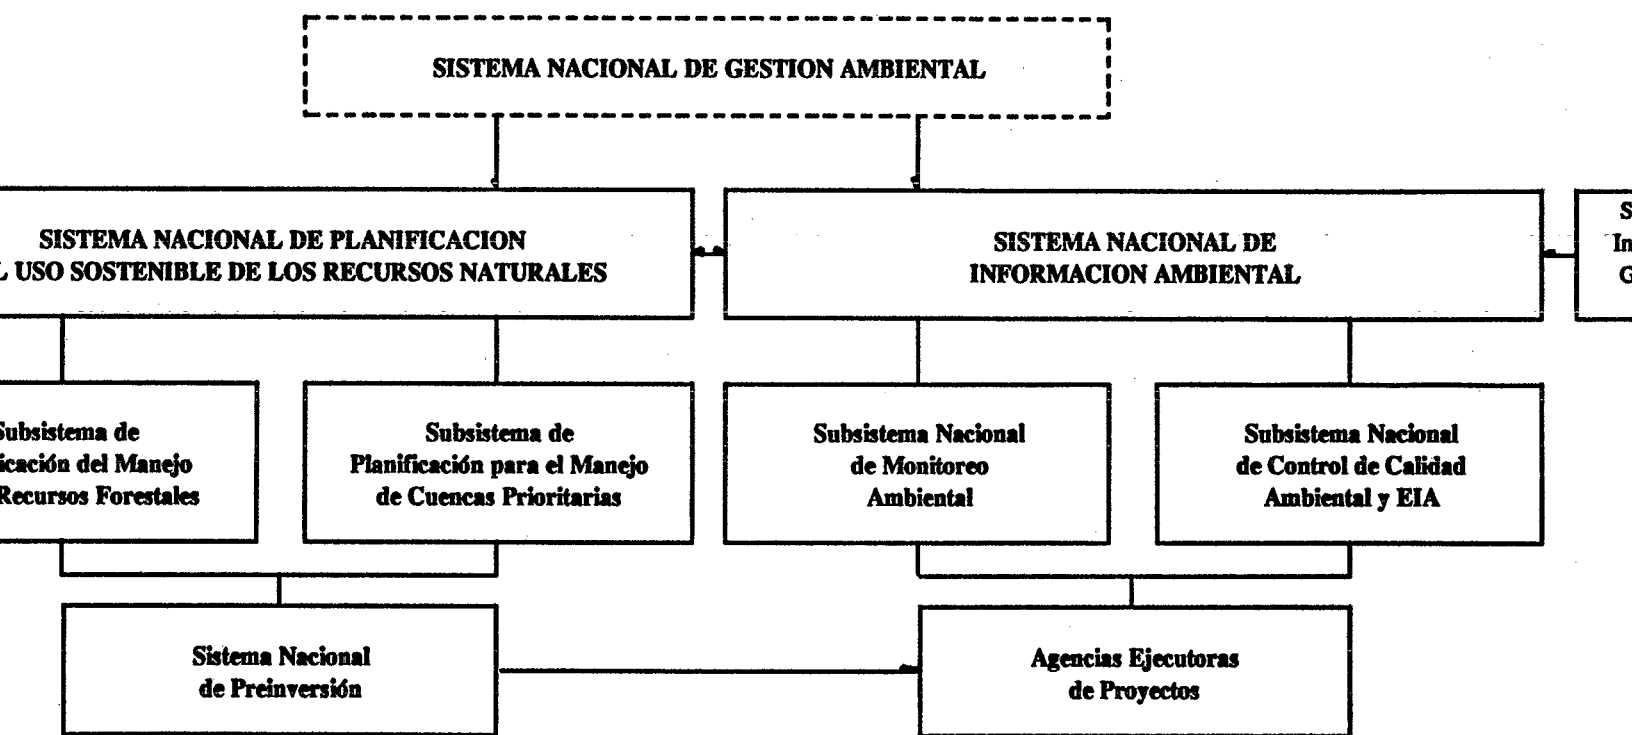 SISTEMA NACIONAL DE GESTION AMBIENTAL
SISTEMA NACIONAL DE PLANIFICACION
USO SOSTENIBLE DE LOS RECURSOS NATURALES
SISTEMA NACIONAL DE
INFORMACION AMBIENTAL
Subsistema de
del Manejo
Recursos Forestales
Subsistema de
Planificación para el Manejo
de Cuencas Prioritarias
Subsistema Nacional
de Monitoreo
Ambiental
Subsistema Nacional
de Control de Calidad
Ambiental y EIA
Sistema Nacional
de Preinversión
Agencias Ejecutoras
de Proyectos